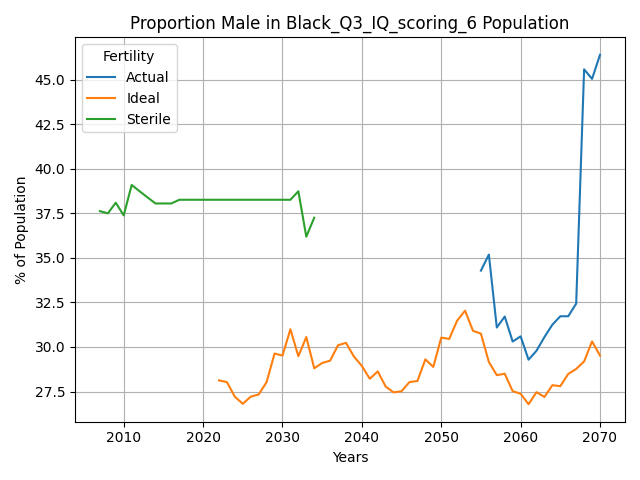 Proportion Male in Black_Q3_IQ_scoring_6 Population
Fertility
Actual
Ideal
Sterile
% of Population
45.0
42.5
40.0
37.5
35.0
32.5
30.0
27.5
2010 2020 2030 2040 2050 2060 2070
Years